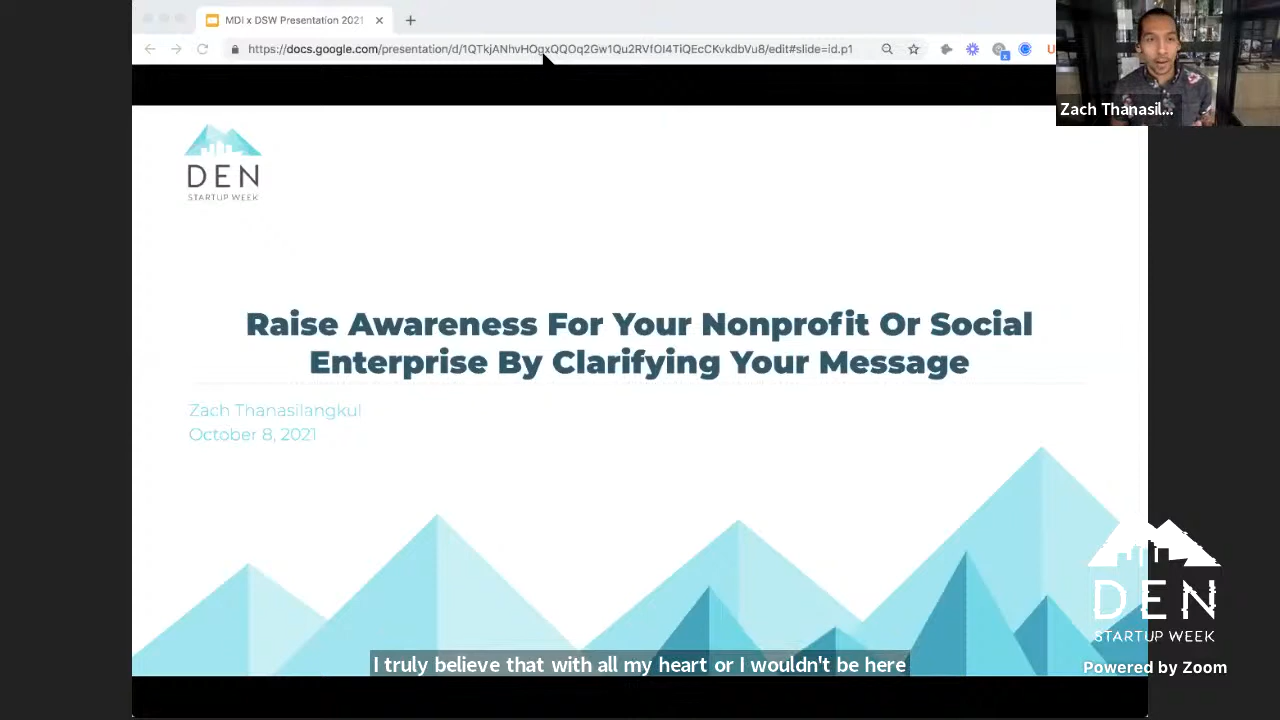 MDi x DSW Presentation 2021
https://docs.google.com/presentation/d/1QTkjANhvHOgxQQOq2Gw1Qu2RVfOI4TiQEcCKvkdbVu8/edit#slide=id.p1
Zach Thanasil...
DEN
STARTUP WEEK
Raise Awareness For Your Nonprofit Or Social
Enterprise By Clarifying Your Message
Zach Thanasilangkul
October 8, 2021
DEN
STARTUP WEEK
Powered by Zoom
I truly believe that with all my heart or I wouldn't be here